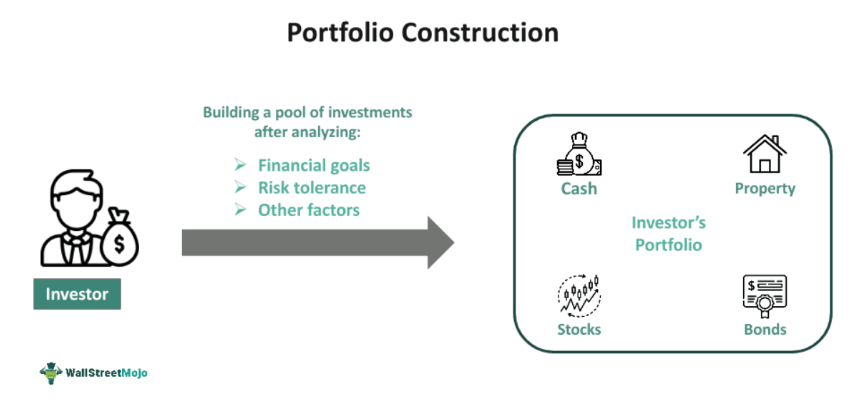 Portfolio Construction
Building a pool of investments
after analyzing:
Financial goals
Risk tolerance
Other factors
Investor
$
$
Cash
Property
Investor’s
Portfolio
Stocks
$
Bonds
WallStreetMojo